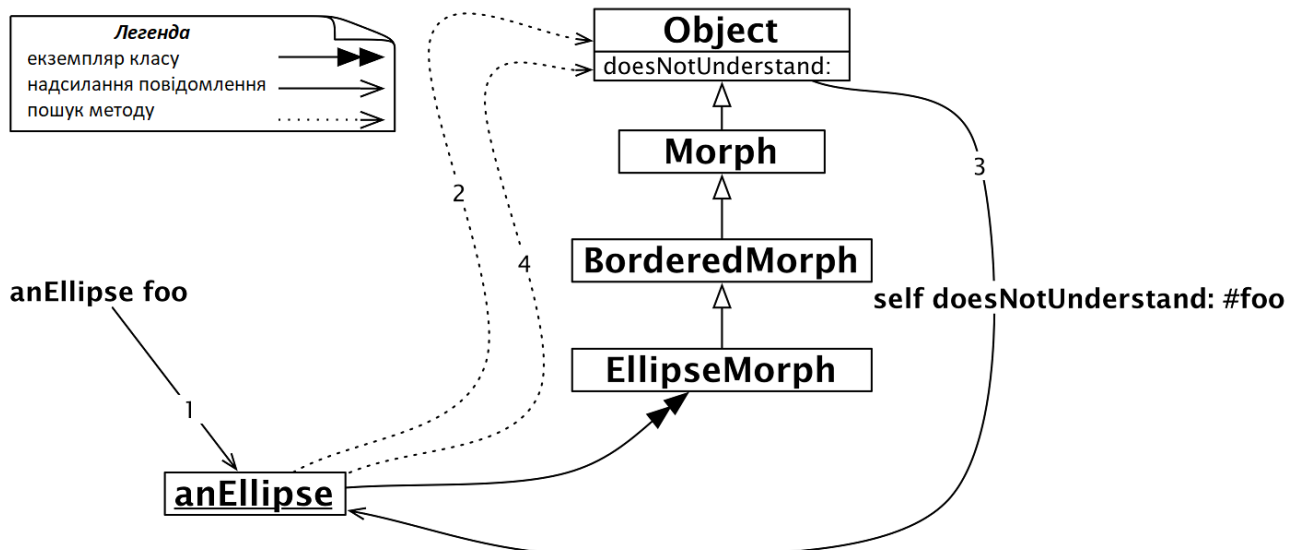 Легенда
екземпляр класу
надсилання повідомлення
пошук методу
Object
doesNotUnderstand:
Morph
3
2
BorderedMorph
4
anEllipse foo
self doesNotUnderstand: #foo
EllipseMorph
1
anEllipse